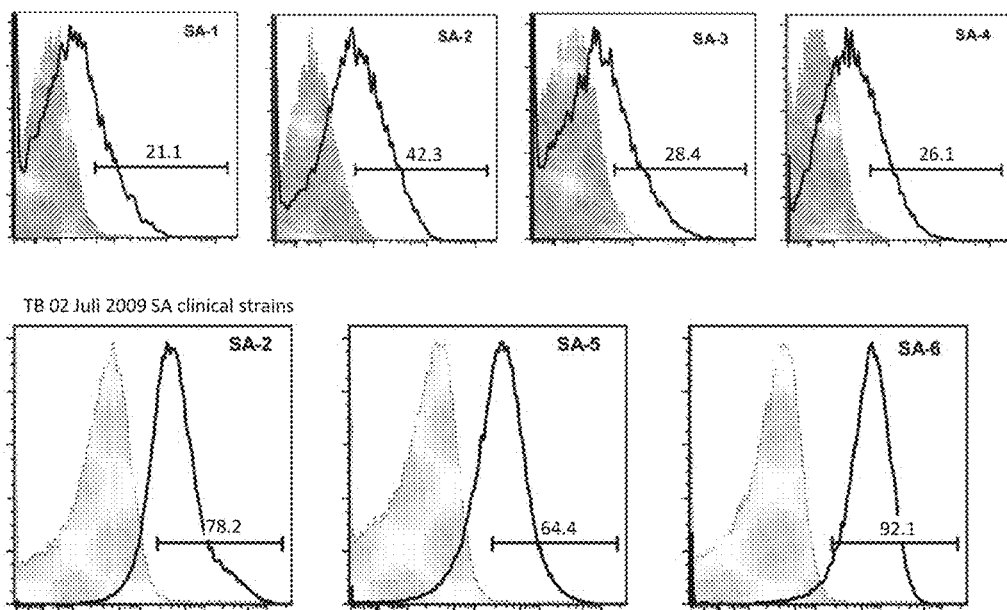 SA-1
SA-2
SA-3
SA-4
21.1
42.3
28.4
26.1
TB 02 Juli 2009 SA clinical strains
SA-2
SA-5
SA-6
78.2
64.4
92.1